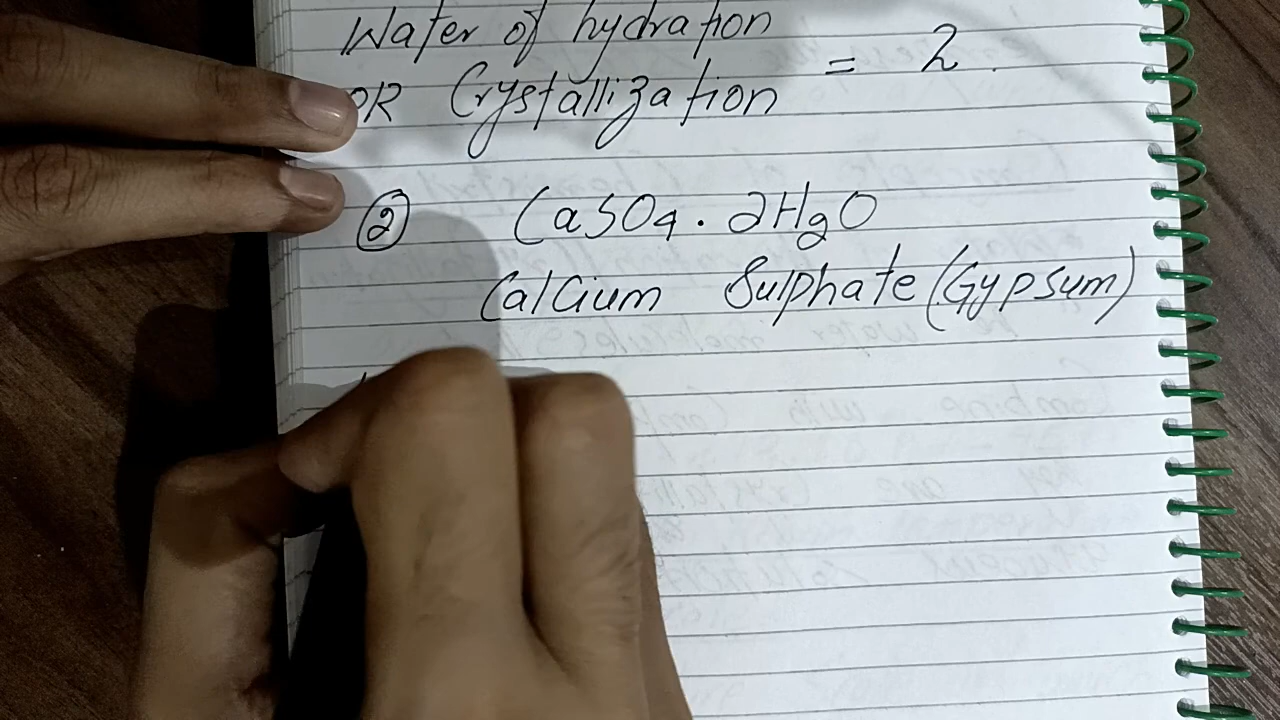 Water of hydration
OR Crystallization = 2.
② CaSO4 . 2H2O
Calcium Sulphate (Gypsum)